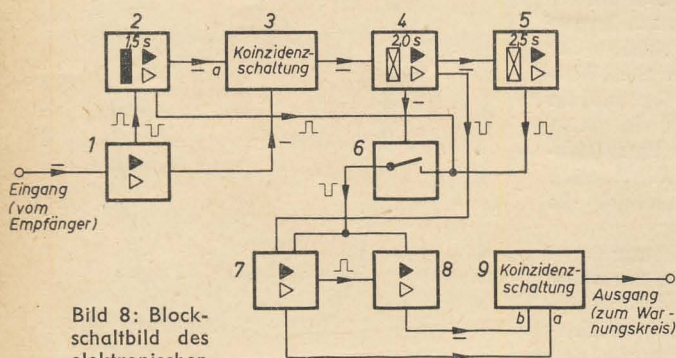 2
3
4
5
1,5 s
a
Koinzidenz-
schaltung
2,0 s
2,5 s
1
6
Eingang
(vom
Empfänger)
7
8
9
Koinzidenz-
schaltung
b
a
Ausgang
(zum War-
nungskreis)
Bild 8: Block-
schaltbild des
elektronischen